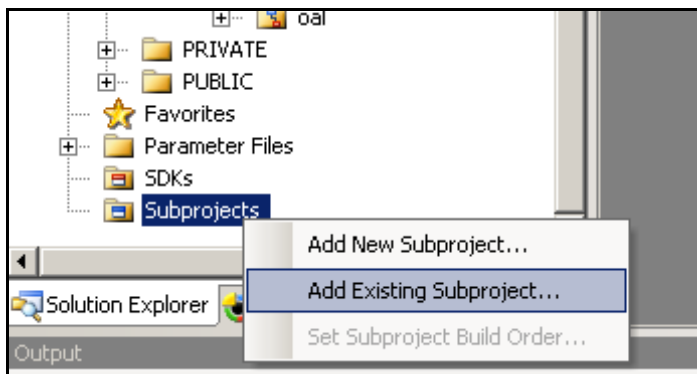 oal
PRIVATE
PUBLIC
Favorites
Parameter Files
SDKs
Subprojects
Add New Subproject...
Add Existing Subproject...
Set Subproject Build Order...
Solution Explorer
Output